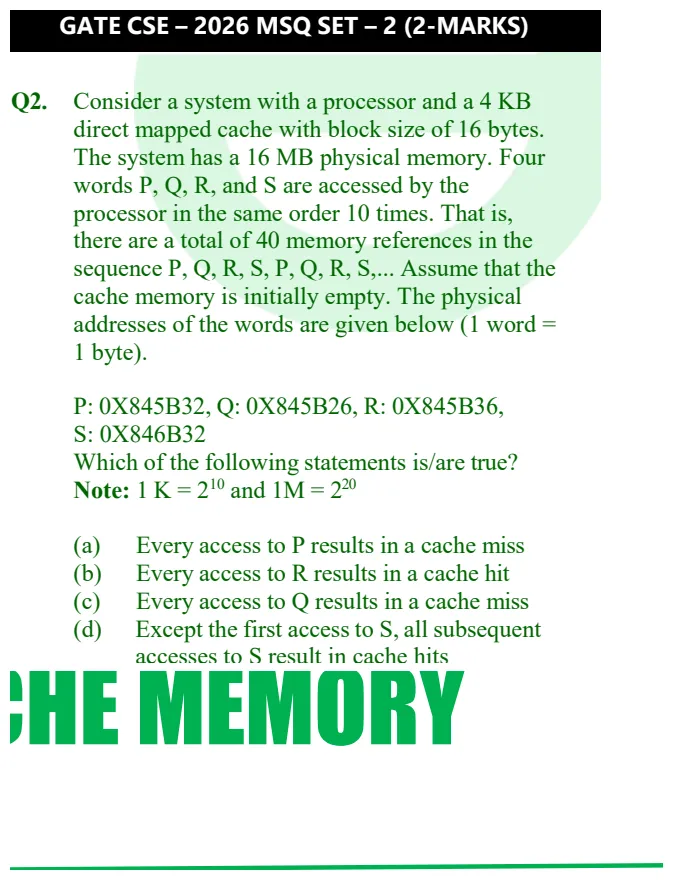 GATE CSE – 2026 MSQ SET – 2 (2-MARKS)
Q2. Consider a system with a processor and a 4 KB
direct mapped cache with block size of 16 bytes.
The system has a 16 MB physical memory. Four
words P, Q, R, and S are accessed by the
processor in the same order 10 times. That is,
there are a total of 40 memory references in the
sequence P, Q, R, S, P, Q, R, S,... Assume that the
cache memory is initially empty. The physical
addresses of the words are given below (1 word =
1 byte).
P: 0X845B32, Q: 0X845B26, R: 0X845B36,
S: 0X846B32
Which of the following statements is/are true?
Note: 1 K = 2¹⁰ and 1M = 2²⁰
(a) Every access to P results in a cache miss
(b) Every access to R results in a cache hit
(c) Every access to Q results in a cache miss
(d) Except the first access to S, all subsequent
accesses to S result in cache hits
CHE MEMORY